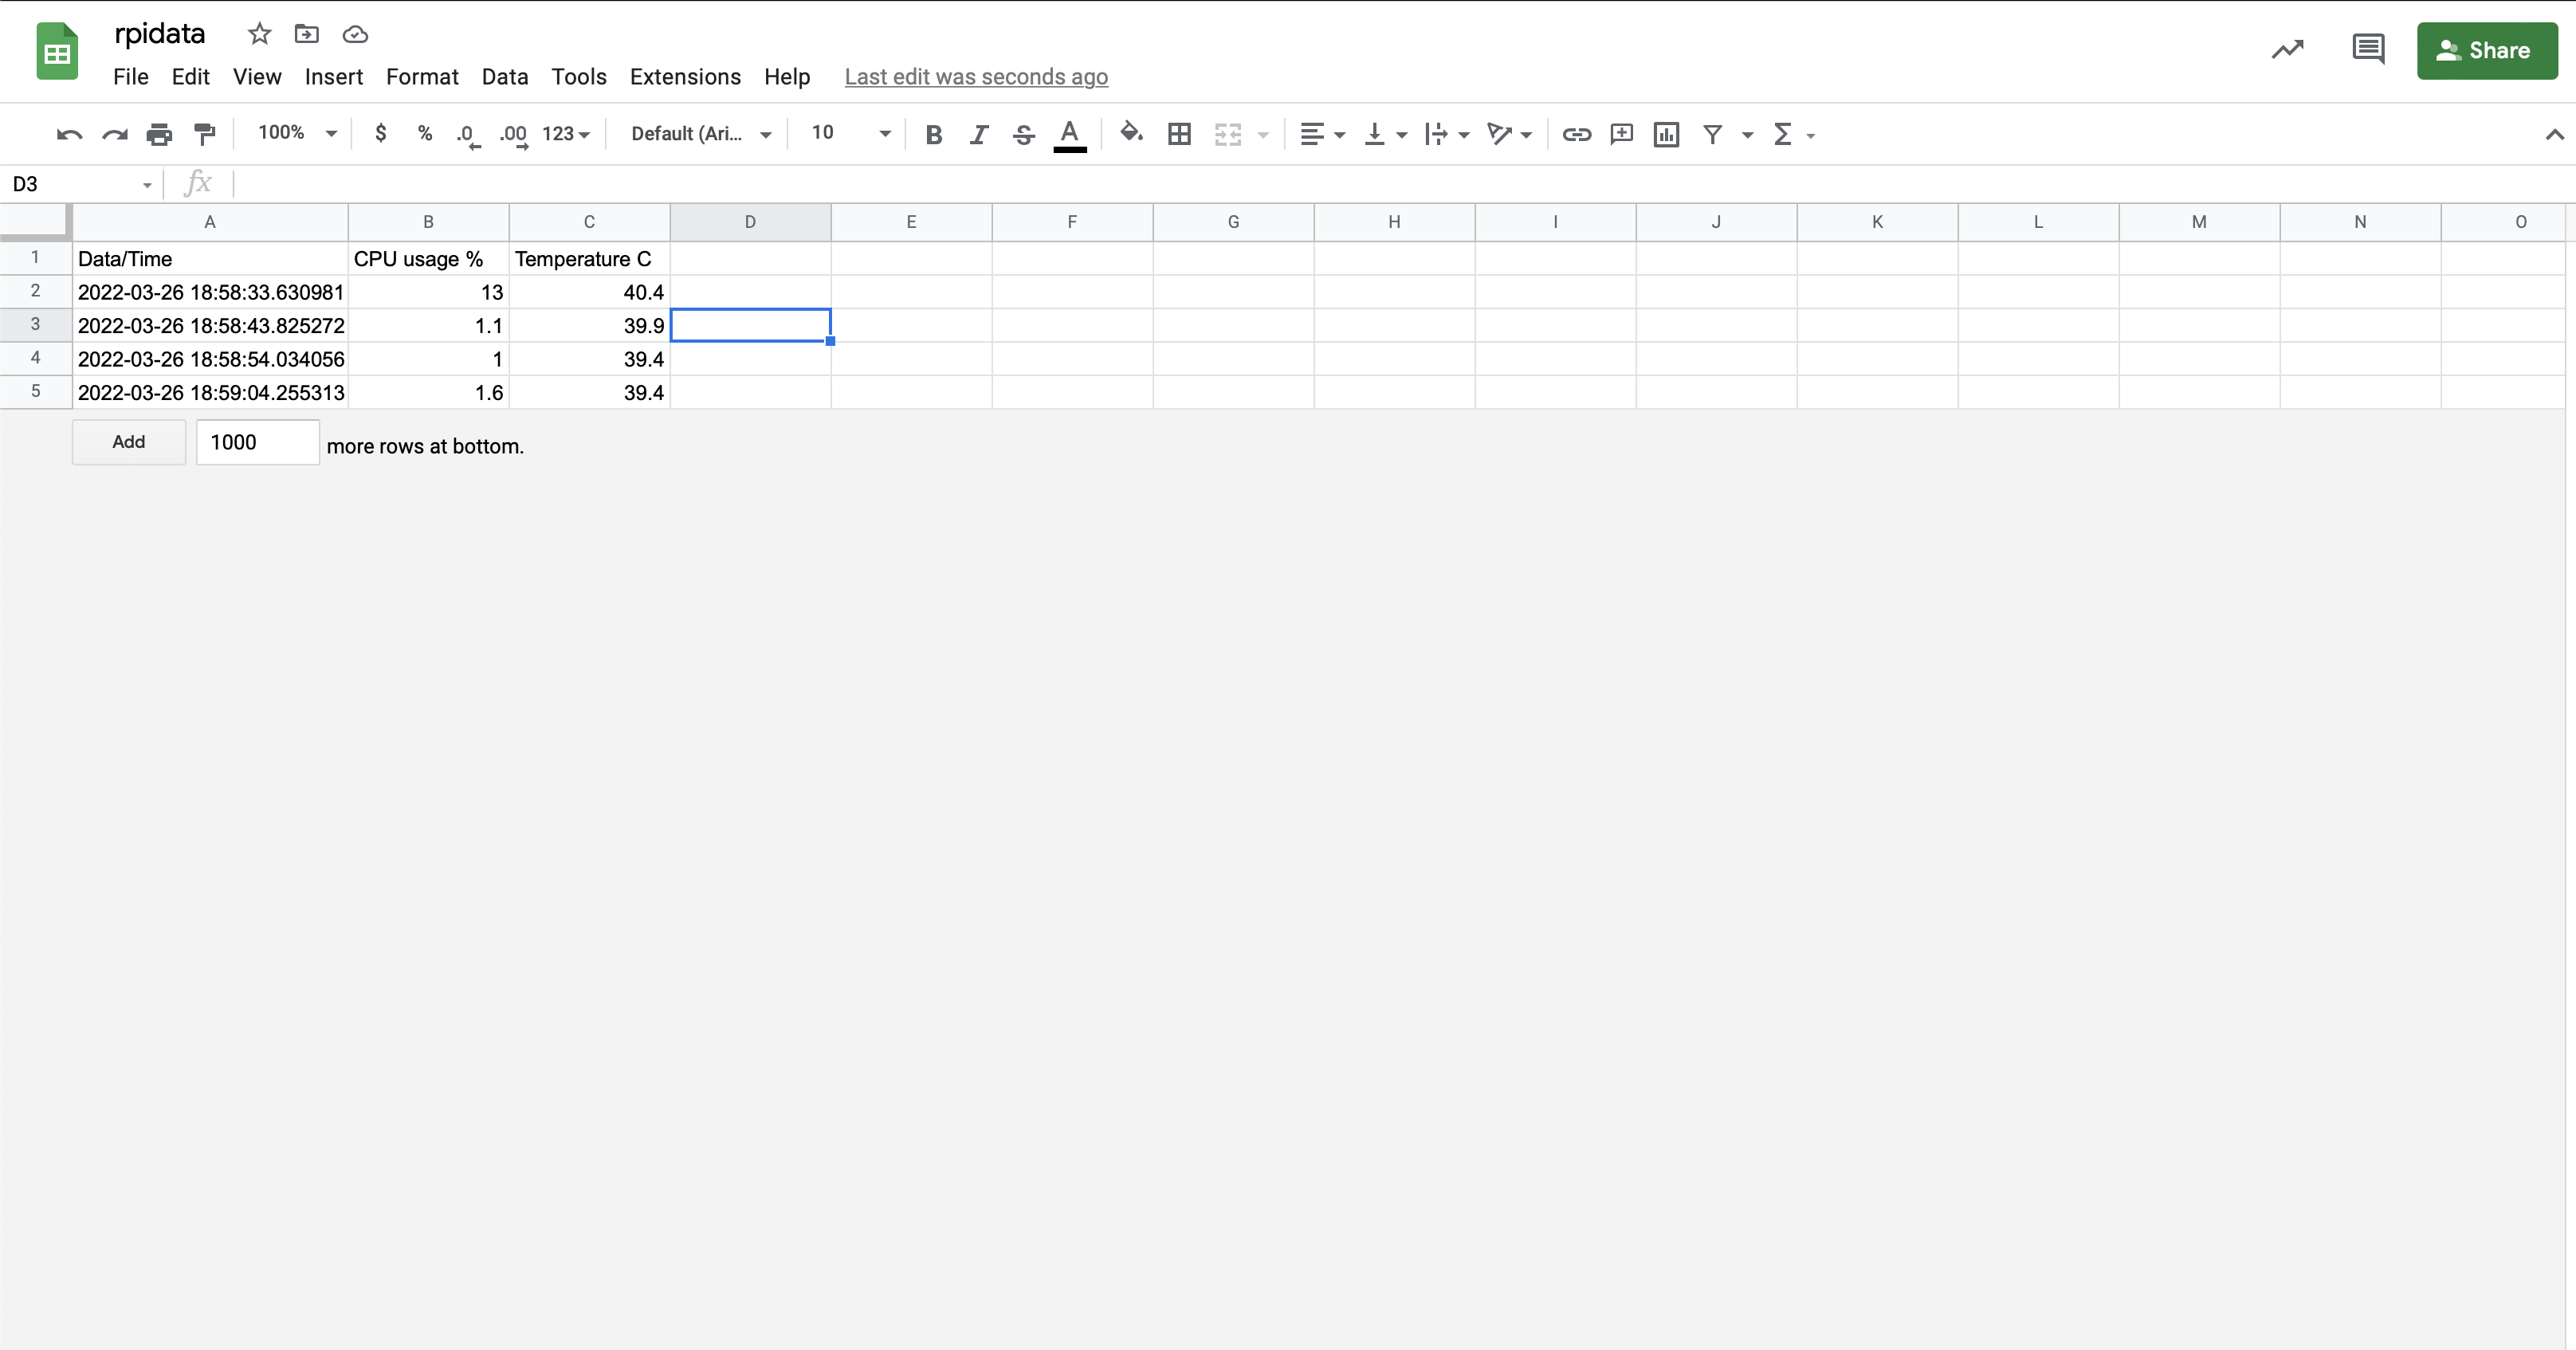 rpidata
File Edit View Insert Format Data Tools Extensions Help Last edit was seconds ago
Share
100% $ % .0 .00 123 Default (Ari... 10 B I S A Σ
D3 fx
A B C D E F G H I J K L M N O
1 Data/Time CPU usage % Temperature C
2 2022-03-26 18:58:33.630981 13 40.4
3 2022-03-26 18:58:43.825272 1.1 39.9
4 2022-03-26 18:58:54.034056 1 39.4
5 2022-03-26 18:59:04.255313 1.6 39.4
Add 1000 more rows at bottom.